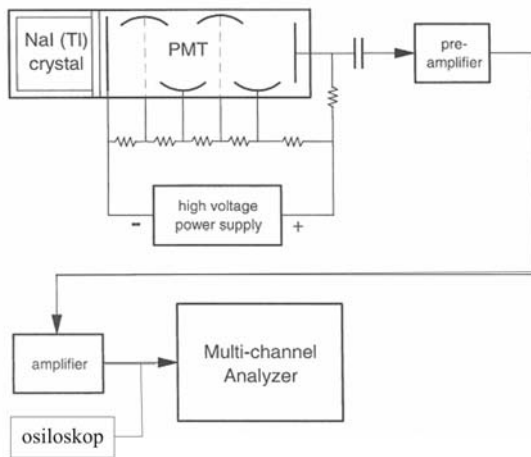 NaI (Tl)
crystal
PMT
pre-
amplifier
high voltage
power supply
-
+
amplifier
Multi-channel
Analyzer
osiloskop